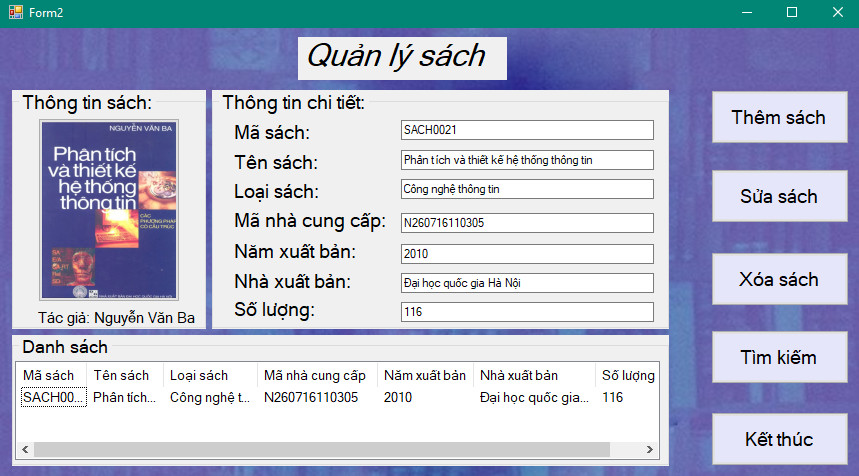 Form2
Quản lý sách
Thông tin sách:
NGUYỄN VĂN BA
Phân tích
và thiết kế
hệ thống
thông tin
CÁC
PHƯƠNG PHÁP
CÓ CẤU TRÚC
Tác giả: Nguyễn Văn Ba
Thông tin chi tiết:
Mã sách: SACH0021
Tên sách: Phân tích và thiết kế hệ thống thông tin
Loại sách: Công nghệ thông tin
Mã nhà cung cấp: N260716110305
Năm xuất bản: 2010
Nhà xuất bản: Đại học quốc gia Hà Nội
Số lượng: 116
Thêm sách
Sửa sách
Xóa sách
Tìm kiếm
Kết thúc
Danh sách
Mã sách Tên sách Loại sách Mã nhà cung cấp Năm xuất bản Nhà xuất bản Số lượng
SACH00... Phân tích... Công nghệ t... N260716110305 2010 Đại học quốc gia... 116